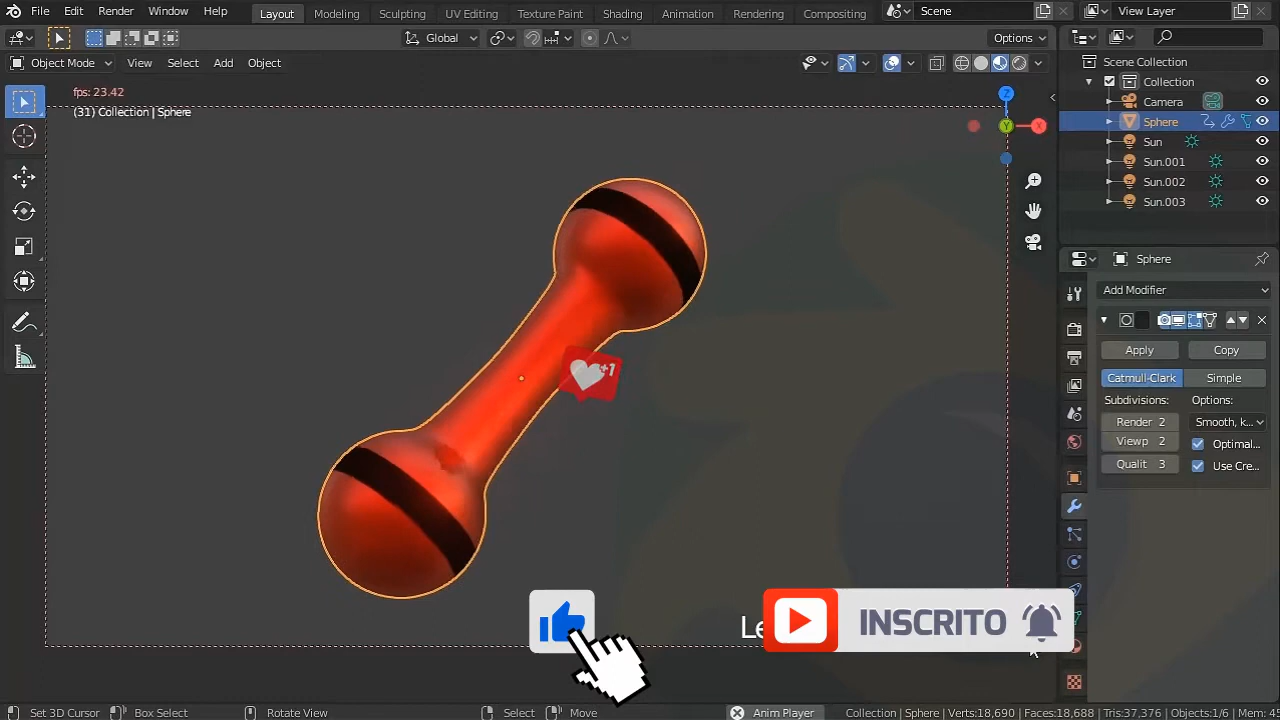 File Edit Render Window Help Layout Modeling Sculpting UV Editing Texture Paint Shading Animation Rendering Compositing Scene View Layer
Global Options
Object Mode View Select Add Object
Scene Collection
Collection
Camera
Sphere
Sun
Sun.001
Sun.002
Sun.003
fps: 23.42
(31) Collection | Sphere
Z
Y
X
Sphere
Add Modifier
Apply Copy
Catmull-Clark Simple
Subdivisions: Options:
Render 2 Smooth, k...
Viewp 2 Optimal...
Qualit 3 Use Cre...
+1
Le
INSCRITO
Set 3D Cursor Box Select Rotate View Select Move Anim Player Collection | Sphere | Verts:18,690 | Faces:18,688 | Tris:37,376 | Objects:1/6 | Mem: 4